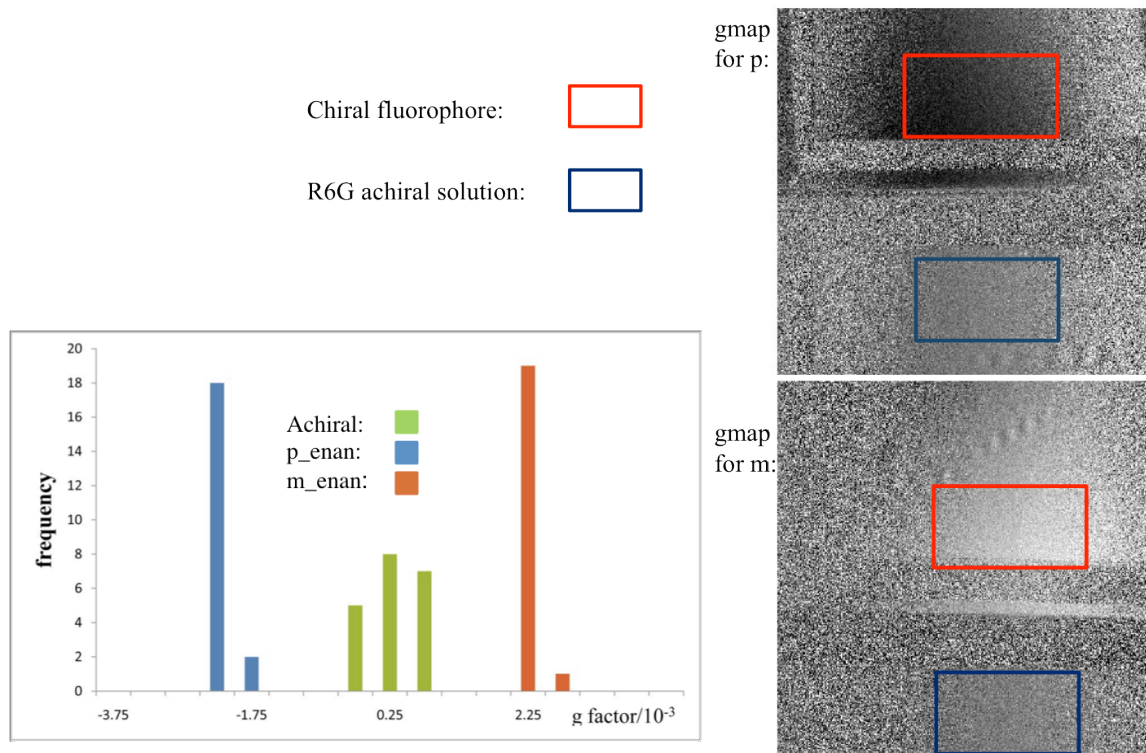 gmap
for p:
Chiral fluorophore:
R6G achiral solution:
20
18
16
14
12
10
8
6
4
2
0
frequency
Achiral:
p_enan:
m_enan:
-3.75
-1.75
0.25
2.25
g factor/10⁻³
gmap
for m: